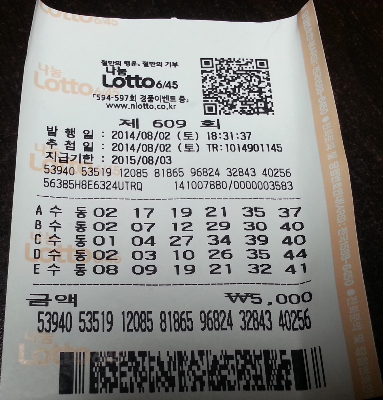 절반의 행운, 절반의 기부
나눔
Lotto 6/45
「594-597회 경품이벤트 중」
www.nlotto.co.kr
제 609 회
발 행 일 : 2014/08/02 (토) 18:31:37
추 첨 일 : 2014/08/02 (토) TR:1014901145
지급기한 : 2015/08/03
53940 53519 12085 81865 96824 32843 40256
56385H8E6324UTRQ 141007880/0000003583
A 수 동 02 17 19 21 35 37
B 수 동 02 07 12 29 30 40
C 수 동 01 04 27 34 39 40
D 수 동 02 03 10 26 35 44
E 수 동 08 09 19 21 32 41
금액 ₩5,000
53940 53519 12085 81865 96824 32843 40256